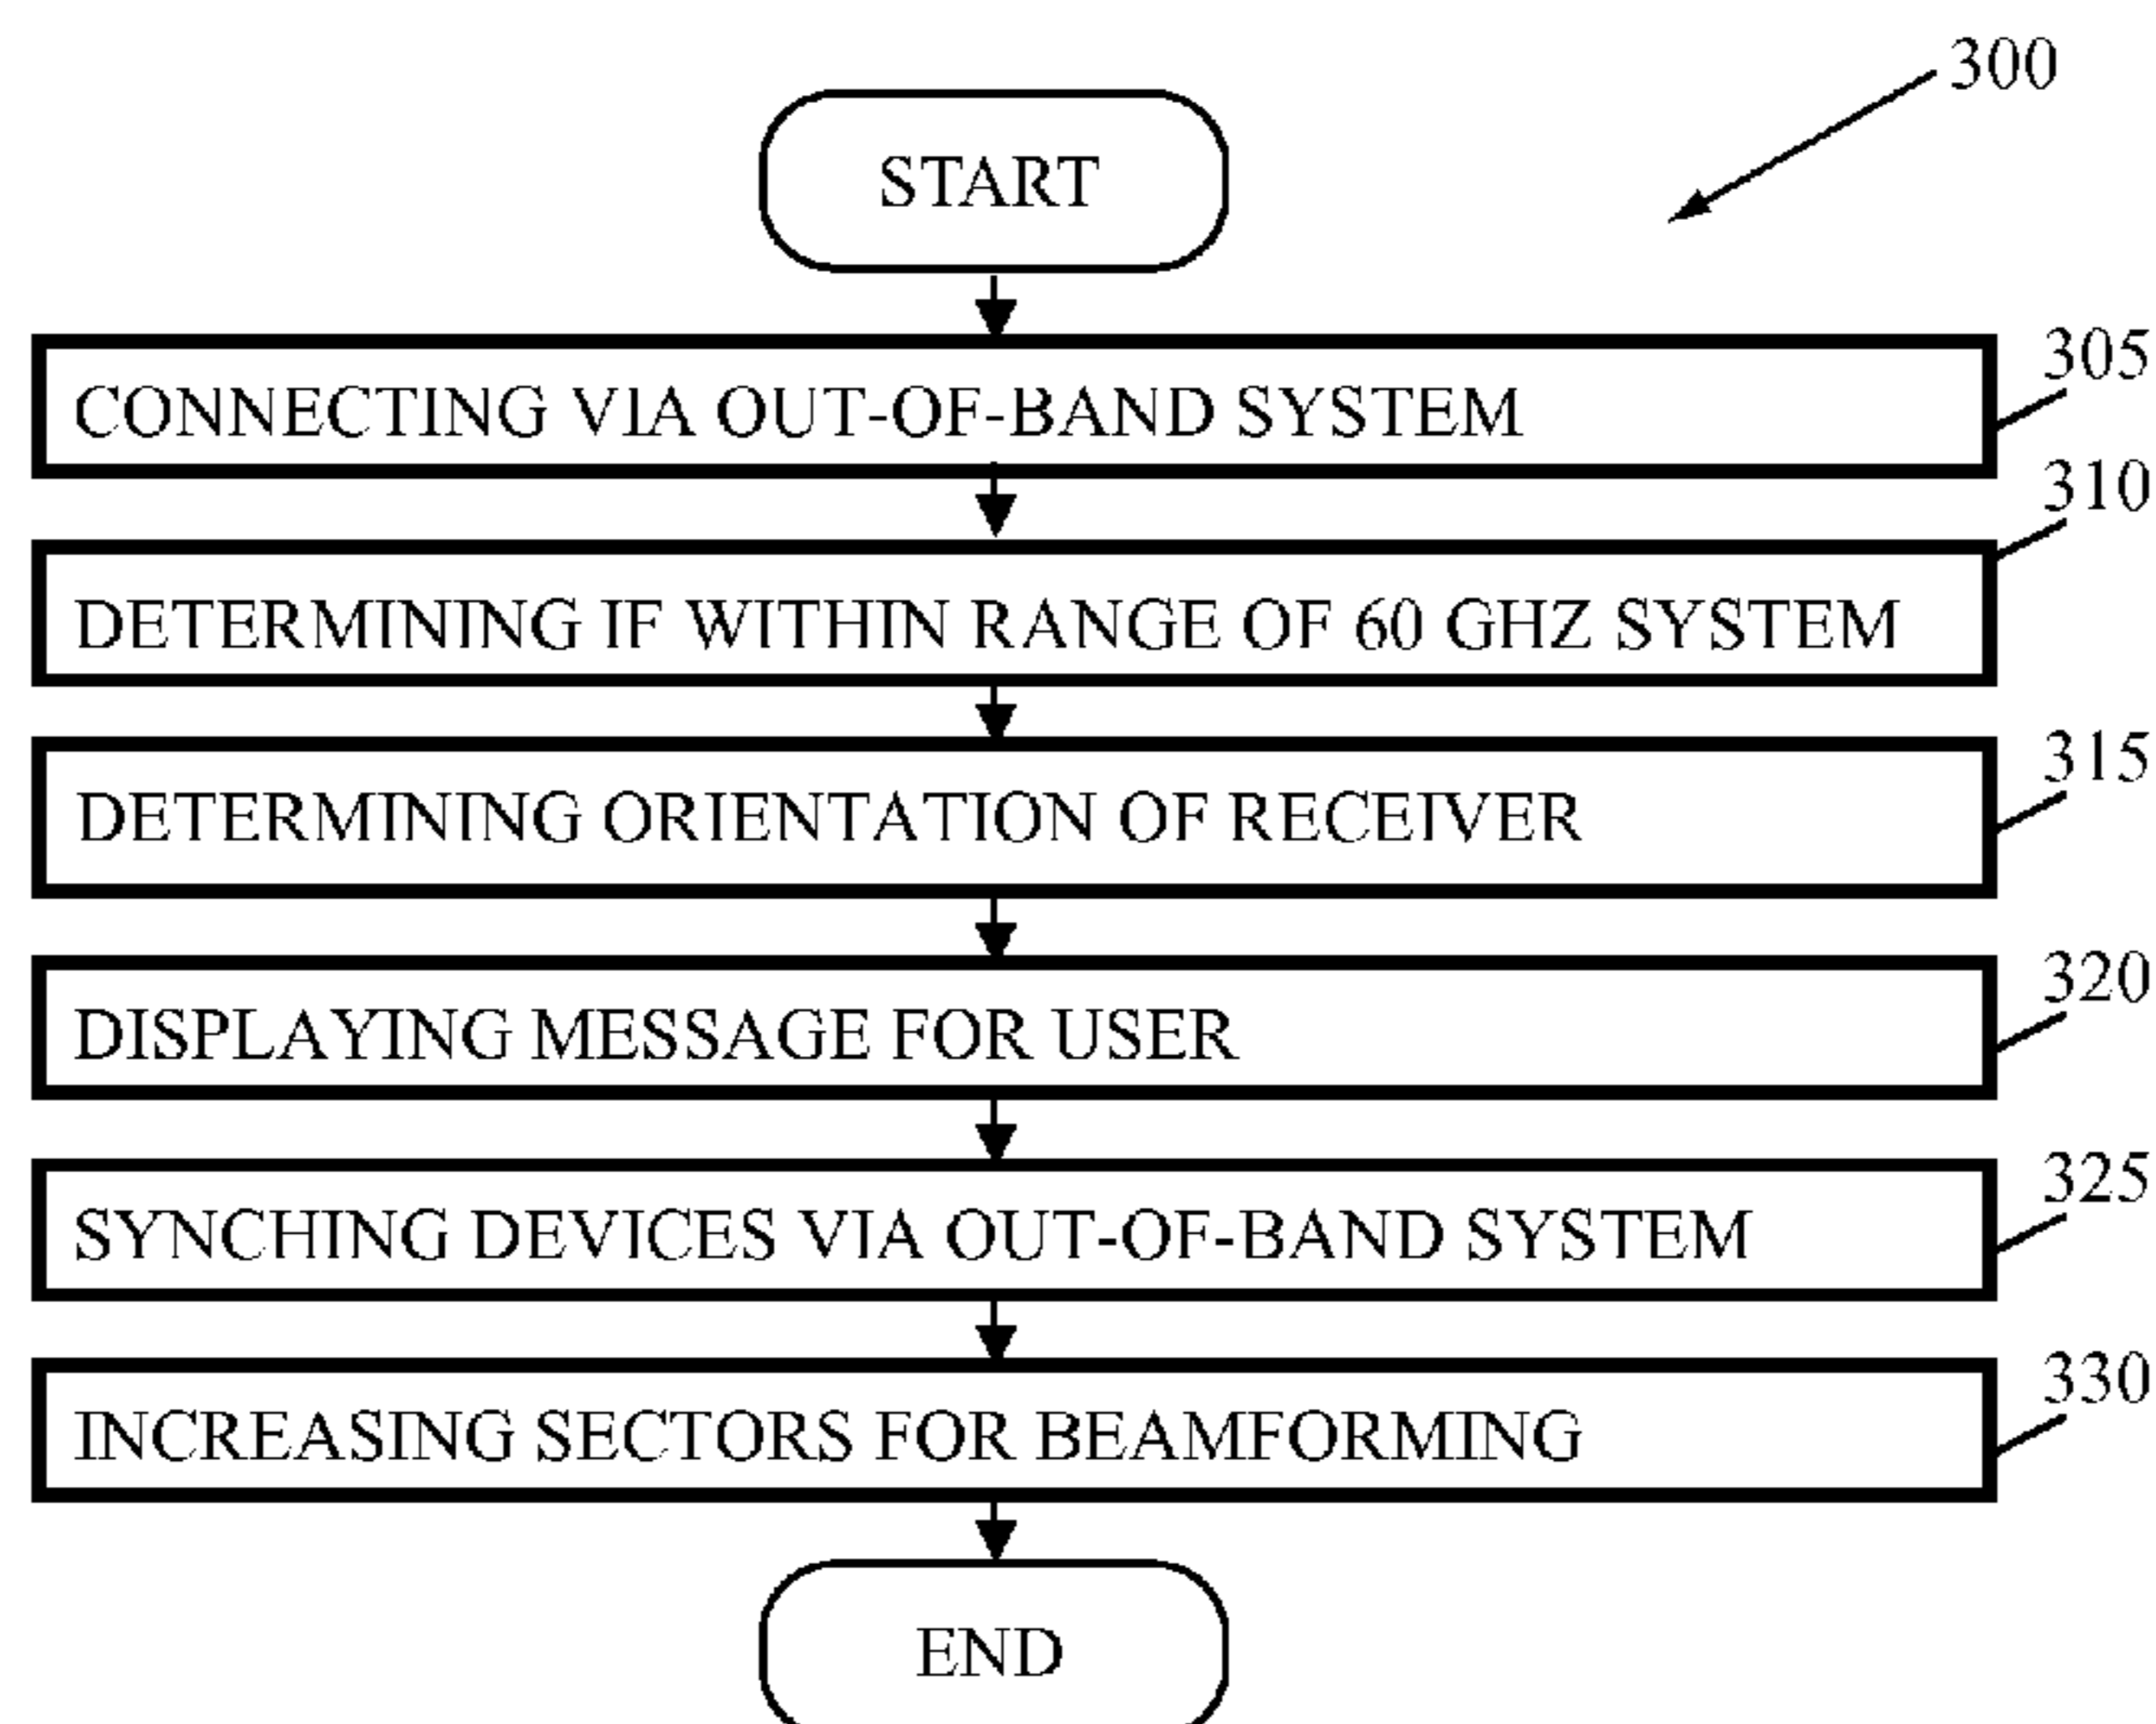 300
START
305
CONNECTING VIA OUT-OF-BAND SYSTEM
310
DETERMINING IF WITHIN RANGE OF 60 GHZ SYSTEM
315
DETERMINING ORIENTATION OF RECEIVER
320
DISPLAYING MESSAGE FOR USER
325
SYNCHING DEVICES VIA OUT-OF-BAND SYSTEM
330
INCREASING SECTORS FOR BEAMFORMING
END